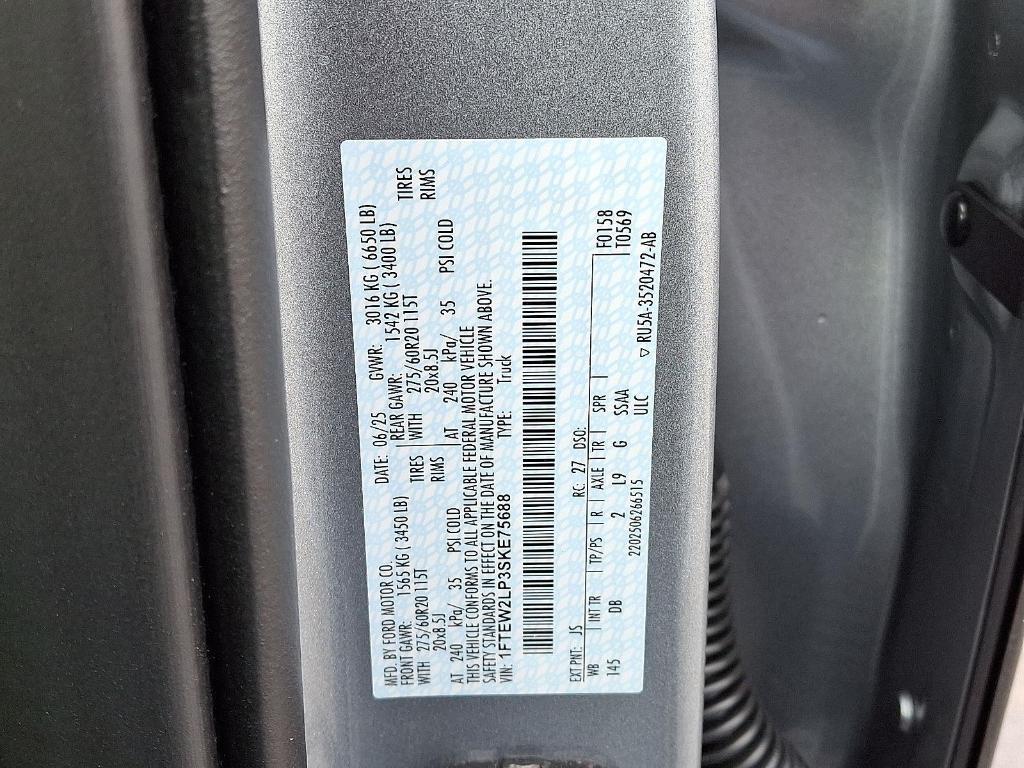 MFD. BY FORD MOTOR CO.
DATE: 06/25 GVWR: 3016 KG ( 6650 LB)
FRONT GAWR: 1565 KG ( 3450 LB)
REAR GAWR: 1542 KG ( 3400 LB)
WITH 275/60R20 115T TIRES
WITH 275/60R20 115T TIRES
20x8.5J RIMS
20x8.5J RIMS
AT 240 kPa/ 35 PSI COLD
AT 240 kPa/ 35 PSI COLD
THIS VEHICLE CONFORMS TO ALL APPLICABLE FEDERAL MOTOR VEHICLE
SAFETY STANDARDS IN EFFECT ON THE DATE OF MANUFACTURE SHOWN ABOVE.
VIN: 1FTEW2LP3SKE75688 TYPE: Truck
EXT PNT: JS RC: 27 DSO:
WB INT TR TP/PS R AXLE TR SPR F0158
145 DB 2 L9 G SSAA T0569
2202506266515 ULC RU5A-3520472-AB